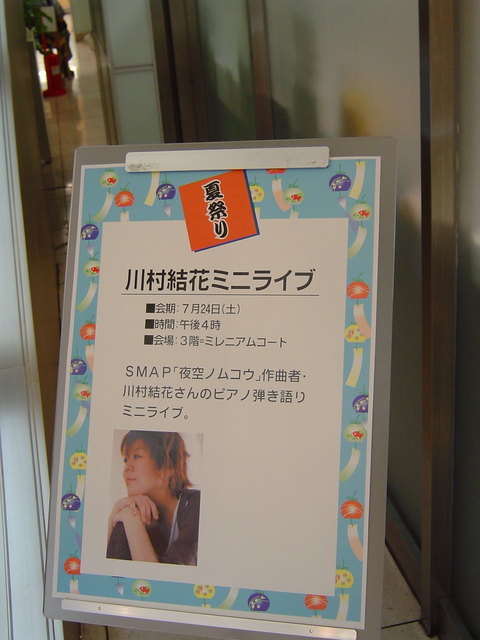 夏祭り
川村結花ミニライブ
■会期:7月24日(土)
■時間:午後4時
■会場:3階=ミレニアムコート
SMAP「夜空ノムコウ」作曲者・
川村結花さんのピアノ弾き語り
ミニライブ。